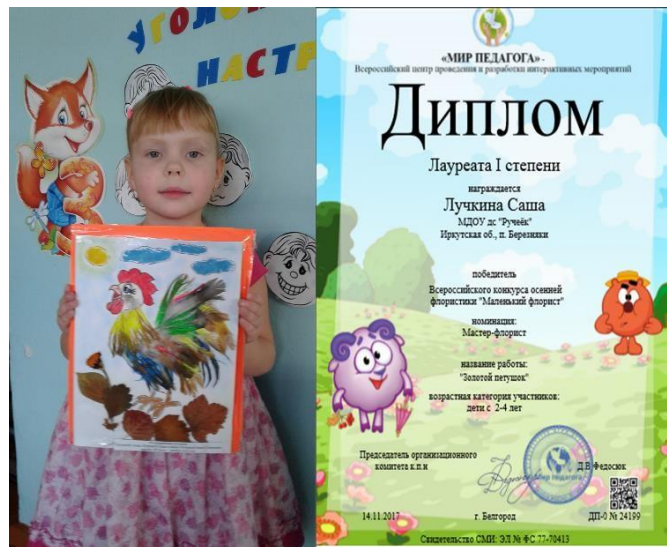 УГОЛО
НАСТР
«МИР ПЕДАГОГА» -
Всероссийский центр проведения и разработки интерактивных мероприятий
Диплом
Лауреата I степени
награждается
Лучкина Саша
МДОУ дс "Ручеёк"
Иркутская об., п. Березняки
победитель
Всероссийского конкурса осенней
флористики "Маленький флорист"
номинация:
Мастер-флорист
название работы:
"Золотой петушок"
возрастная категория участников:
дети с 2-4 лет
Председатель организационного
комитета к.п.н
Д.В Федосюк
Мир педагога
14.11.2017
г. Белгород
ДП-0 № 24199
Свидетельство СМИ: ЭЛ № ФС 77-70413